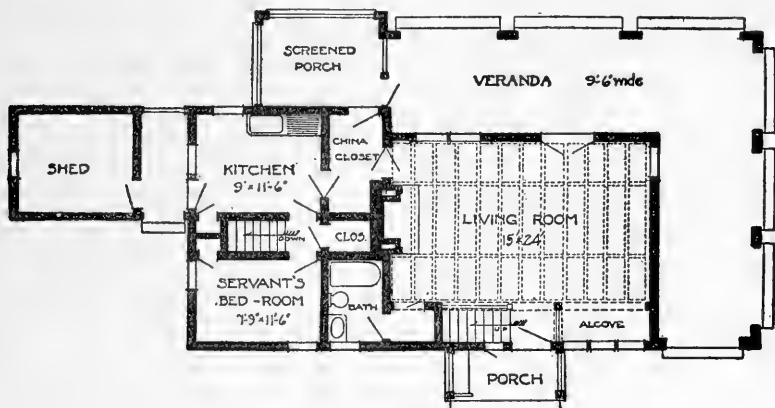 SCREENED
PORCH
VERANDA 9'-6" wide
SHED
KITCHEN
9'×11'-6"
CHINA
CLOSET
LIVING ROOM
15'×24'
DOWN
CLOS.
SERVANT'S
BED-ROOM
7'-9"×11'-6"
BATH
UP
ALCOVE
PORCH